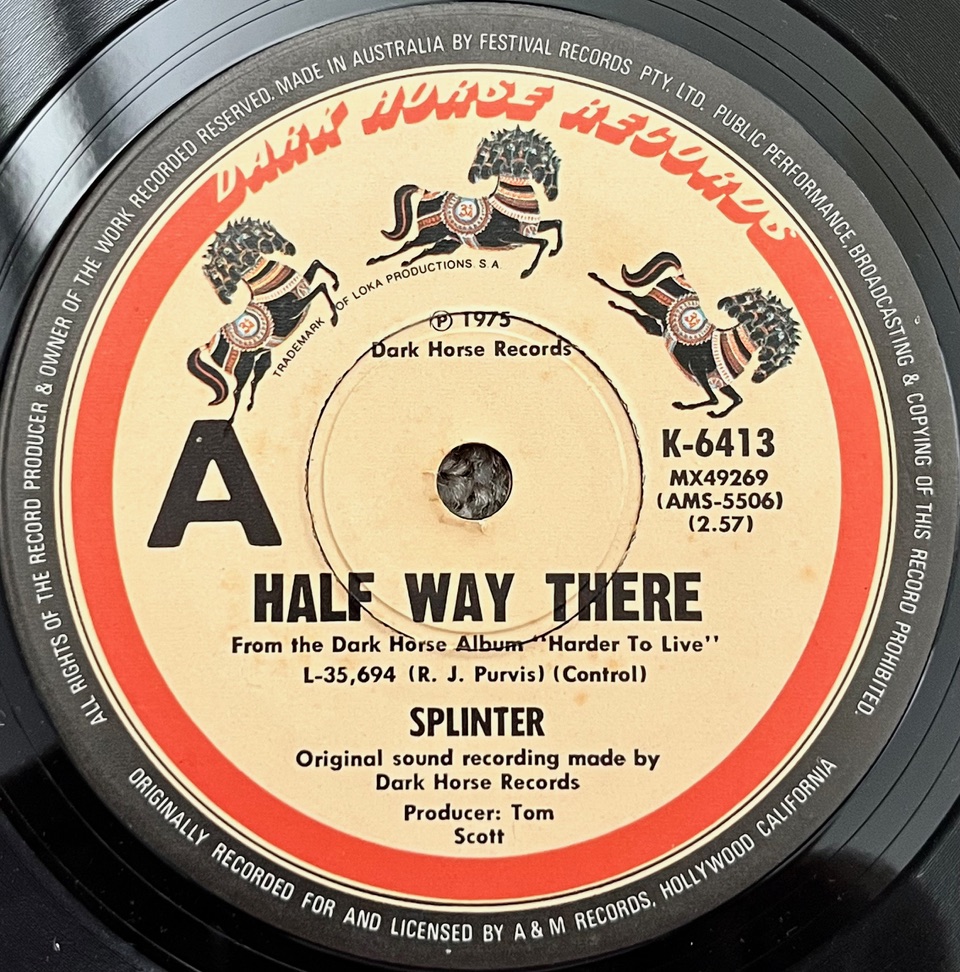 ALL RIGHTS OF THE RECORD PRODUCER & OWNER OF THE WORK RECORDED RESERVED. MADE IN AUSTRALIA BY FESTIVAL RECORDS PTY. LTD. PUBLIC PERFORMANCE, BROADCASTING & COPYING OF THIS RECORD PROHIBITED.
DARK HORSE RECORDS
TRADEMARK OF LOKA PRODUCTIONS. S.A.
Ⓟ 1975
Dark Horse Records
A
K-6413
MX49269
(AMS-5506)
(2.57)
HALF WAY THERE
From the Dark Horse Album "Harder To Live"
L-35,694 (R. J. Purvis) (Control)
SPLINTER
Original sound recording made by
Dark Horse Records
Producer: Tom
Scott
ORIGINALLY RECORDED FOR AND LICENSED BY A & M RECORDS, HOLLYWOOD CALIFORNIA